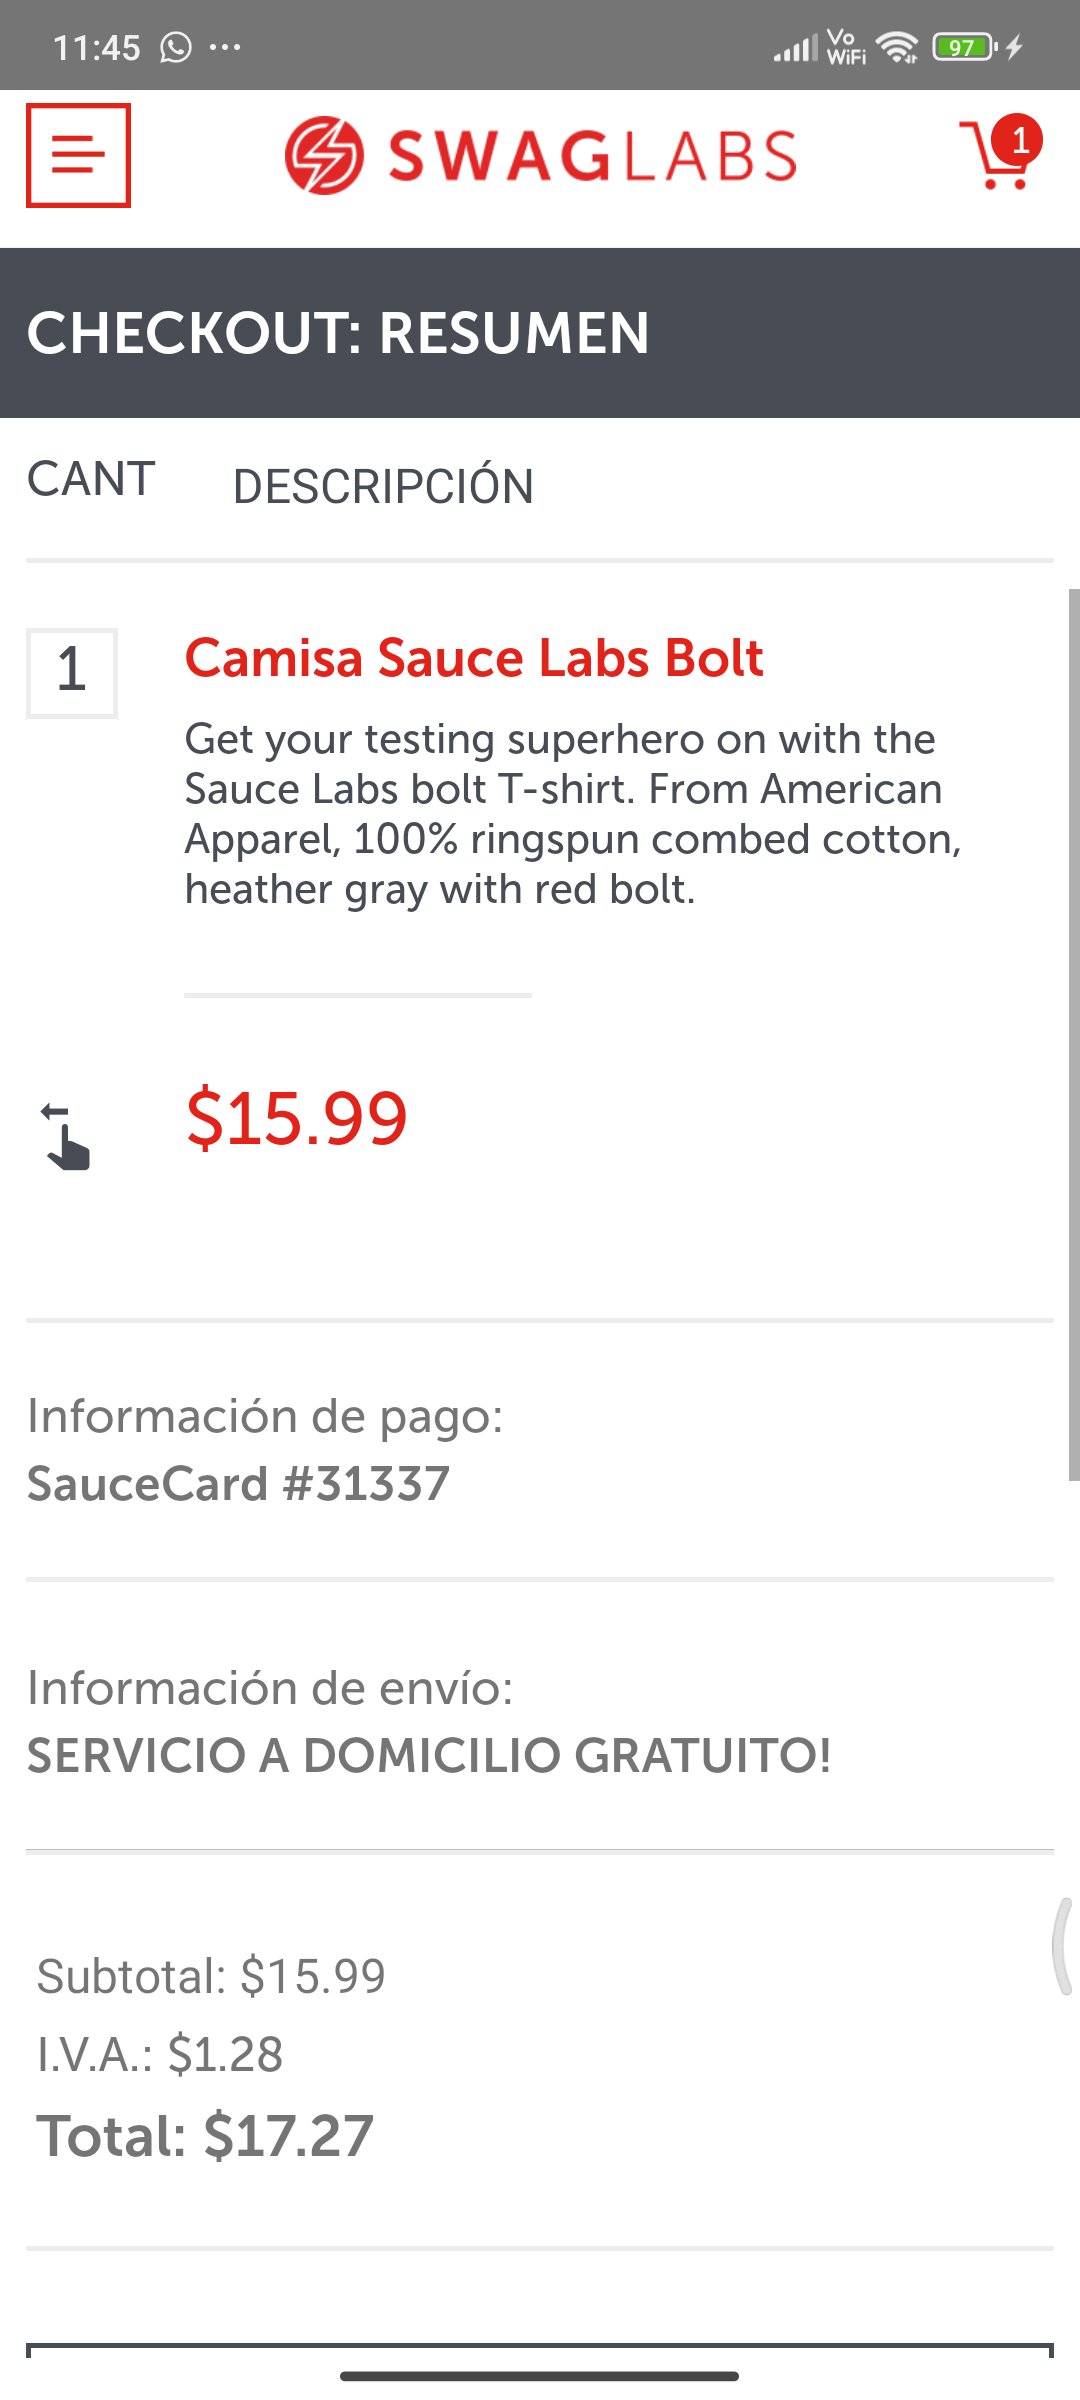 11:45
Vo
WiFi
97
SWAGLABS
1
CHECKOUT: RESUMEN
CANT
DESCRIPCIÓN
1
Camisa Sauce Labs Bolt
Get your testing superhero on with the
Sauce Labs bolt T-shirt. From American
Apparel, 100% ringspun combed cotton,
heather gray with red bolt.
$15.99
Información de pago:
SauceCard #31337
Información de envío:
SERVICIO A DOMICILIO GRATUITO!
Subtotal: $15.99
I.V.A.: $1.28
Total: $17.27